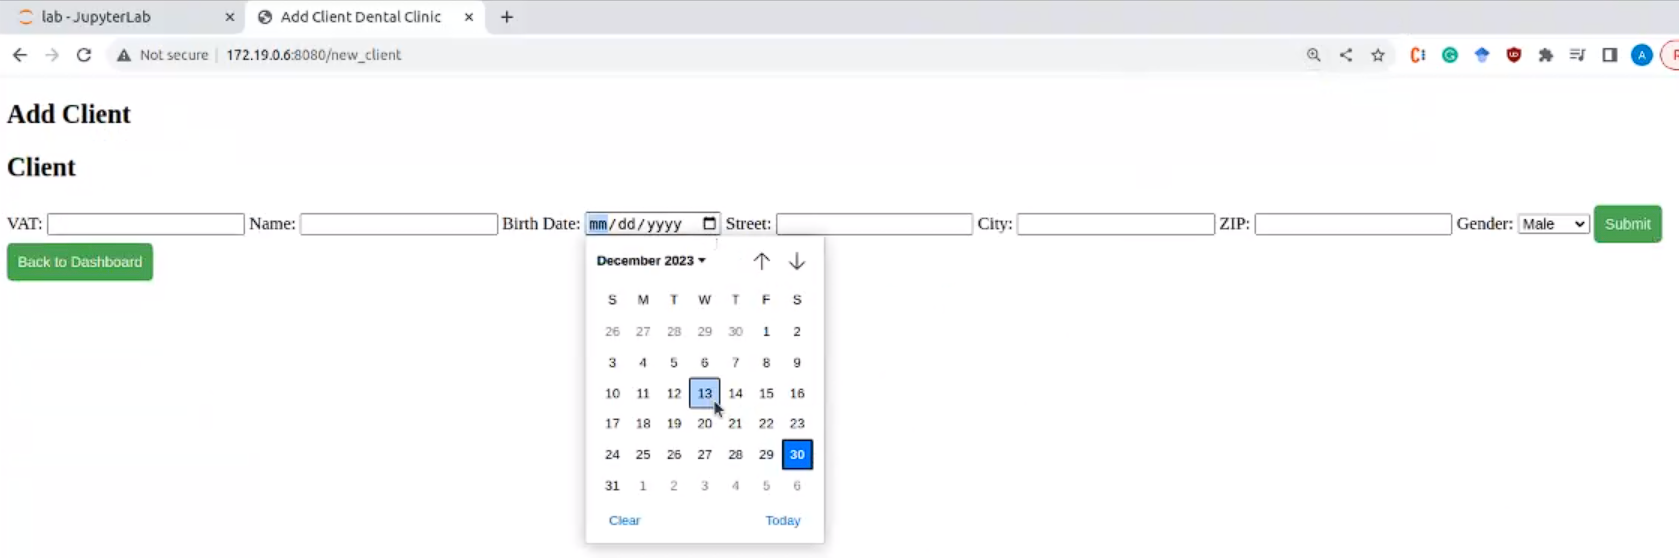 lab - JupyterLab
Add Client Dental Clinic
Not secure 172.19.0.6:8080/new_client
Add Client
Client
VAT: Name: Birth Date: mm/dd/yyyy Street: City: ZIP: Gender: Male Submit
Back to Dashboard
December 2023
S M T W T F S
26 27 28 29 30 1 2
3 4 5 6 7 8 9
10 11 12 13 14 15 16
17 18 19 20 21 22 23
24 25 26 27 28 29 30
31 1 2 3 4 5 6
Clear Today